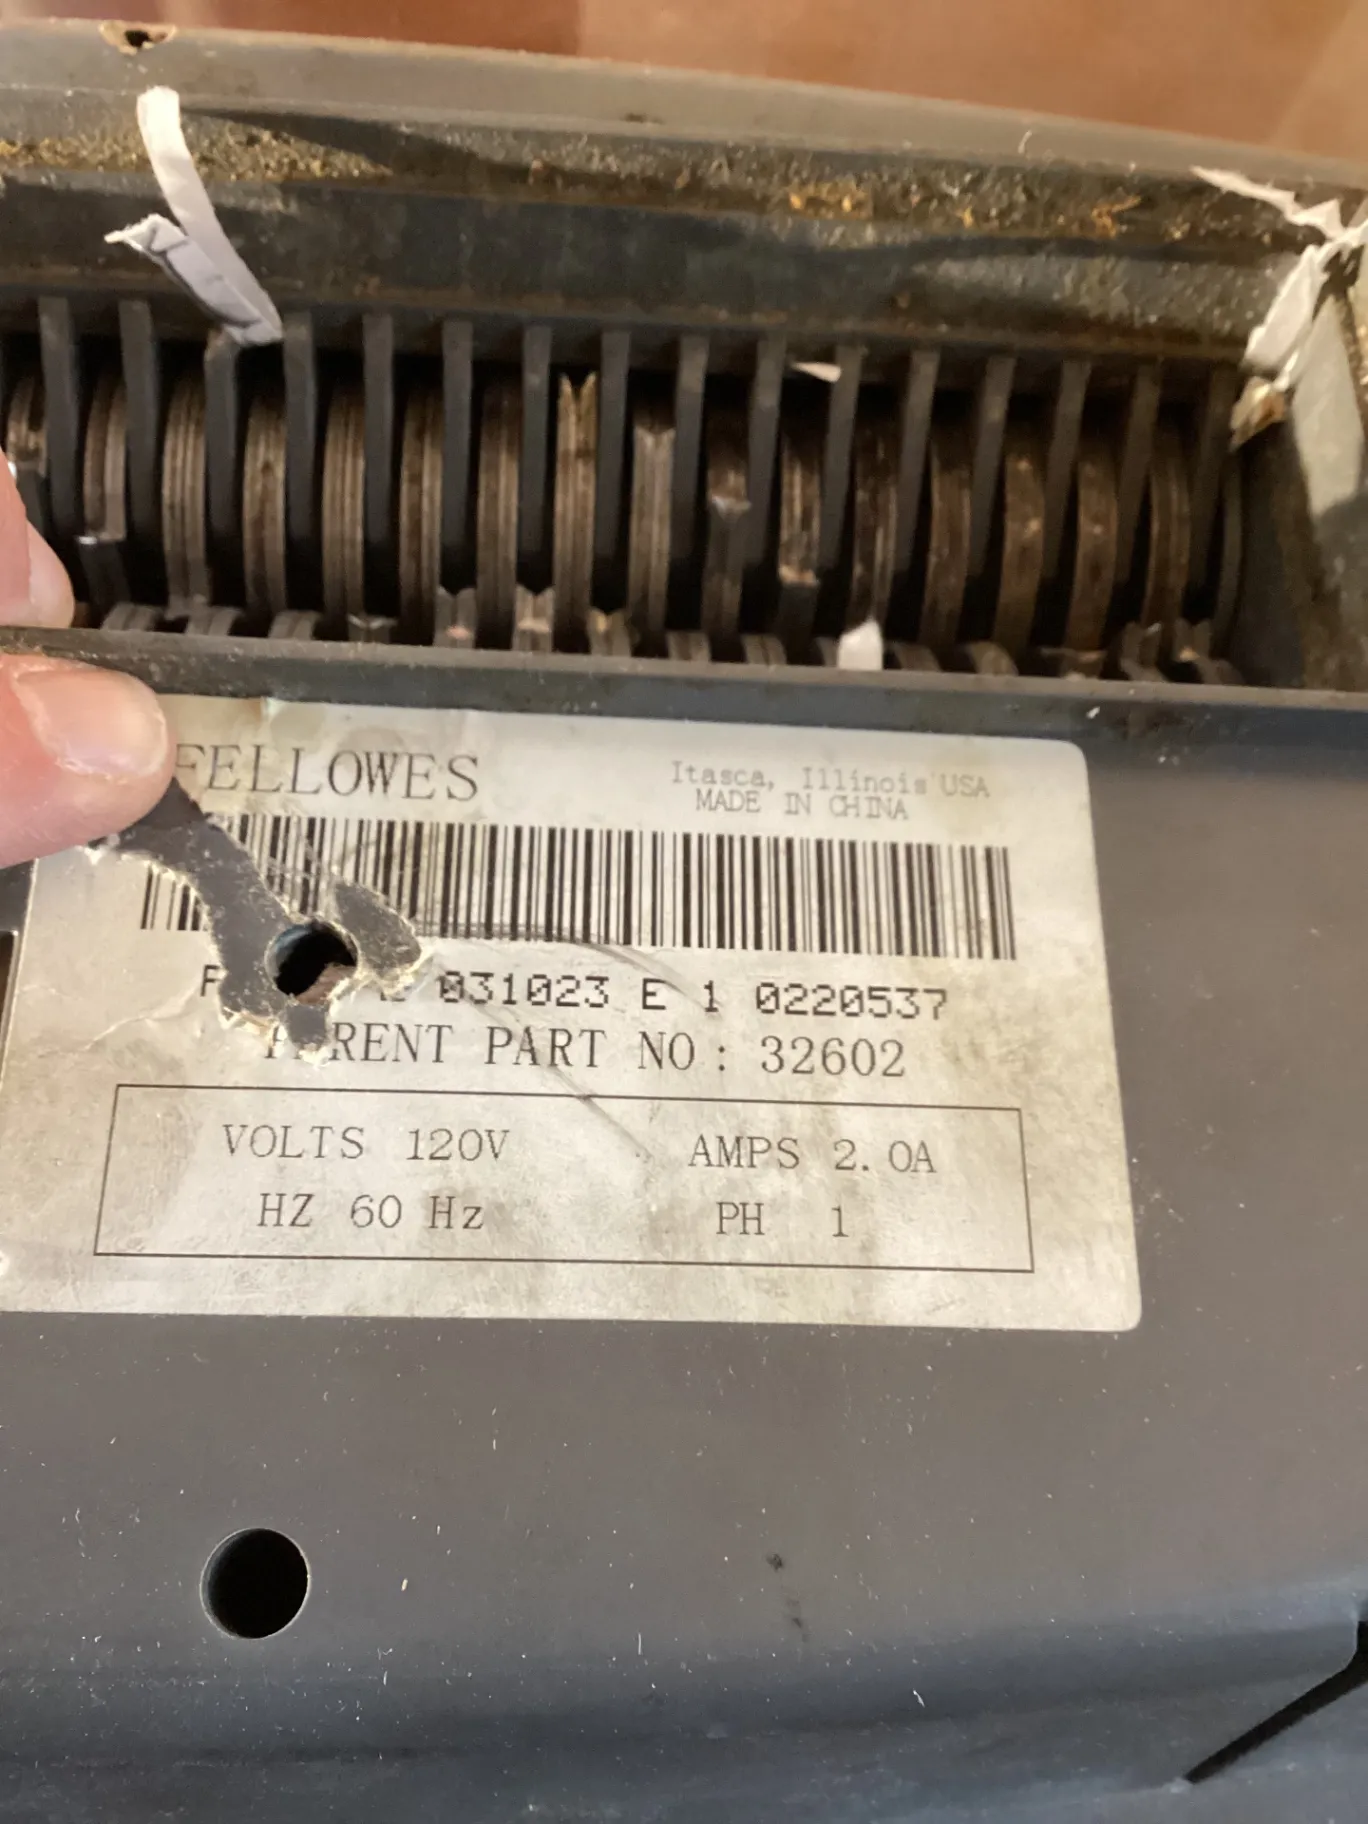 FELLOWES
Itasca, Illinois USA
MADE IN CHINA
031023 E 1 0220537
PARENT PART NO: 32602
VOLTS 120V
AMPS 2.0A
HZ 60 Hz
PH 1